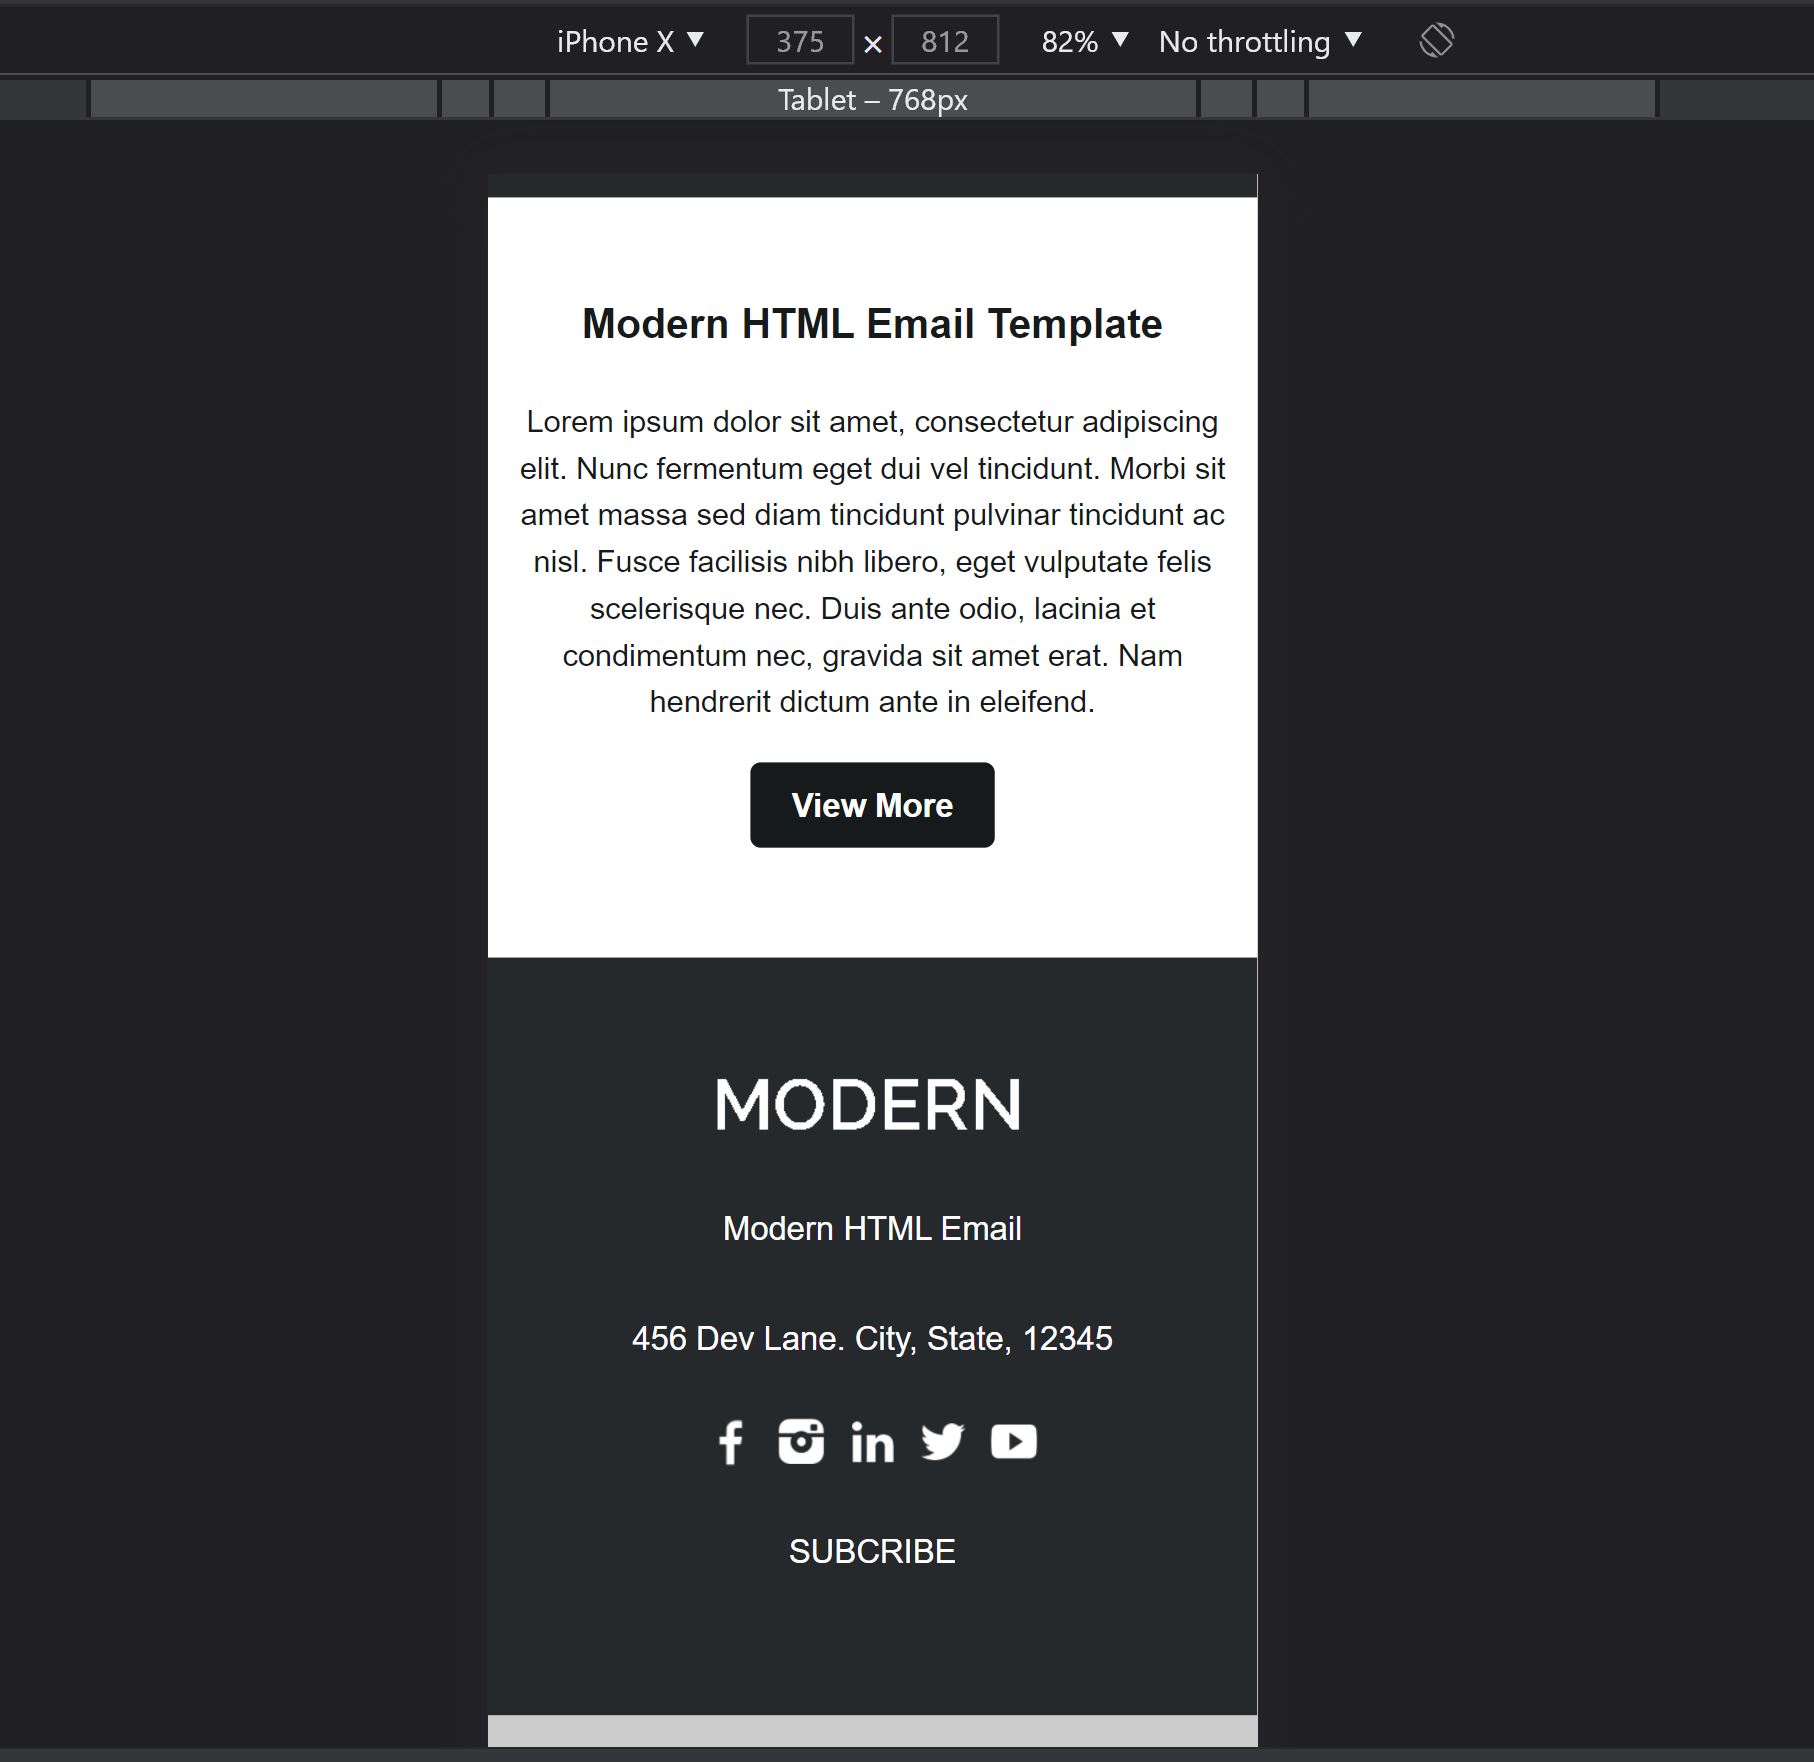 iPhone X ▼ 375 × 812 82% ▼ No throttling ▼
Tablet – 768px
Modern HTML Email Template
Lorem ipsum dolor sit amet, consectetur adipiscing
elit. Nunc fermentum eget dui vel tincidunt. Morbi sit
amet massa sed diam tincidunt pulvinar tincidunt ac
nisl. Fusce facilisis nibh libero, eget vulputate felis
scelerisque nec. Duis ante odio, lacinia et
condimentum nec, gravida sit amet erat. Nam
hendrerit dictum ante in eleifend.
View More
MODERN
Modern HTML Email
456 Dev Lane. City, State, 12345
SUBCRIBE